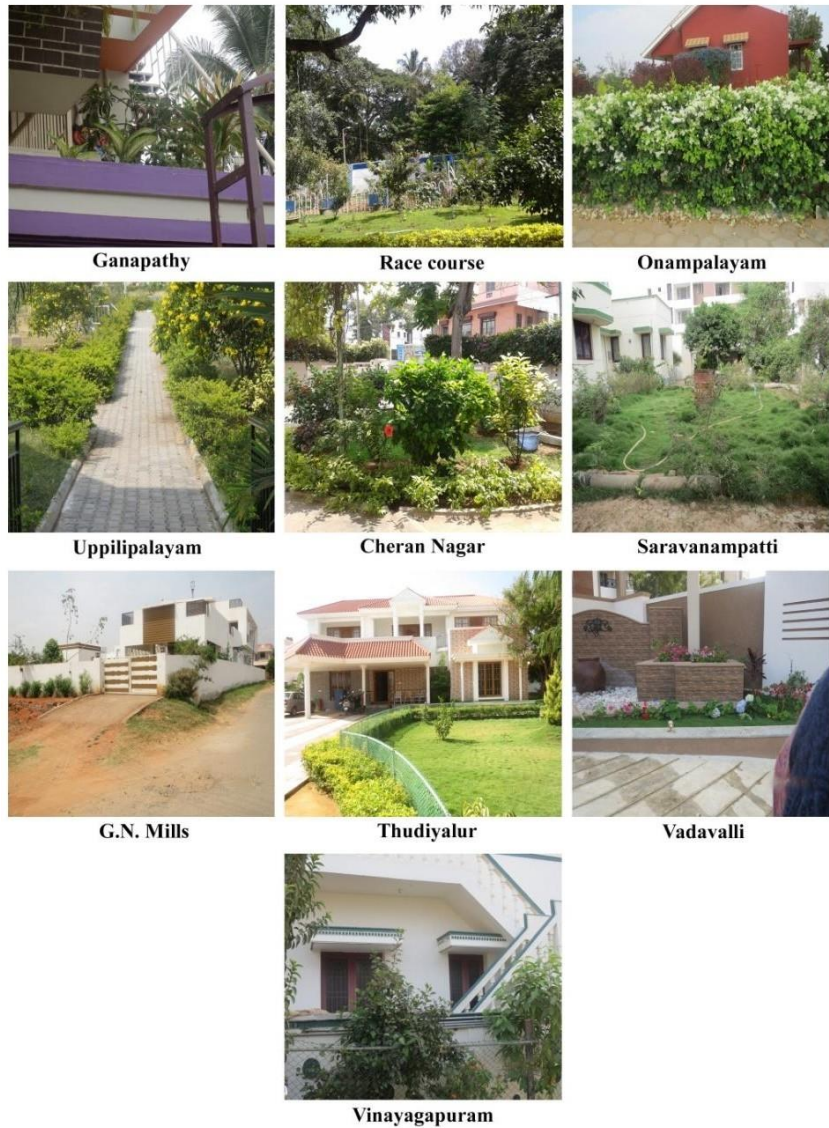 Ganapathy
Race course
Onampalayam
Uppilipalayam
Cheran Nagar
Saravanampatti
G.N. Mills
Thudiyalur
Vadavalli
Vinayagapuram